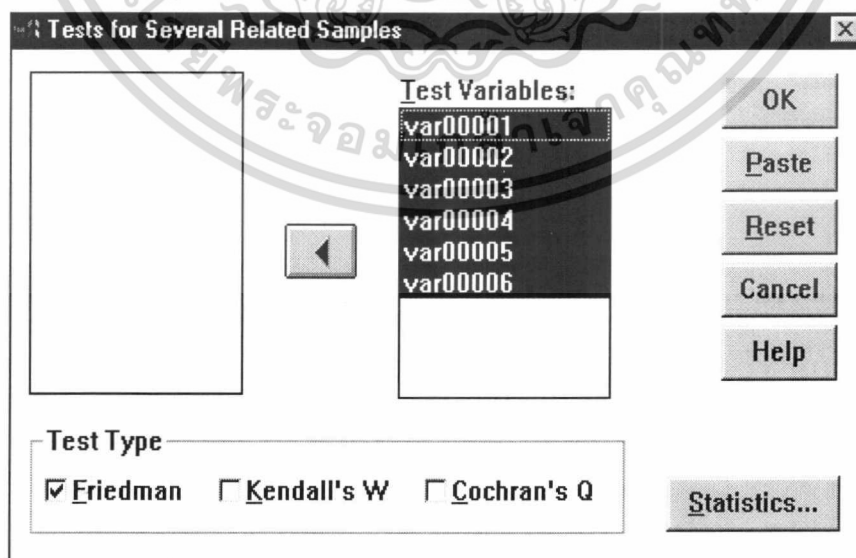 Tests for Several Related Samples
Test Variables:
var00001
var00002
var00003
var00004
var00005
var00006
OK
Paste
Reset
Cancel
Help
Test Type
Friedman
Kendall's W
Cochran's Q
Statistics...